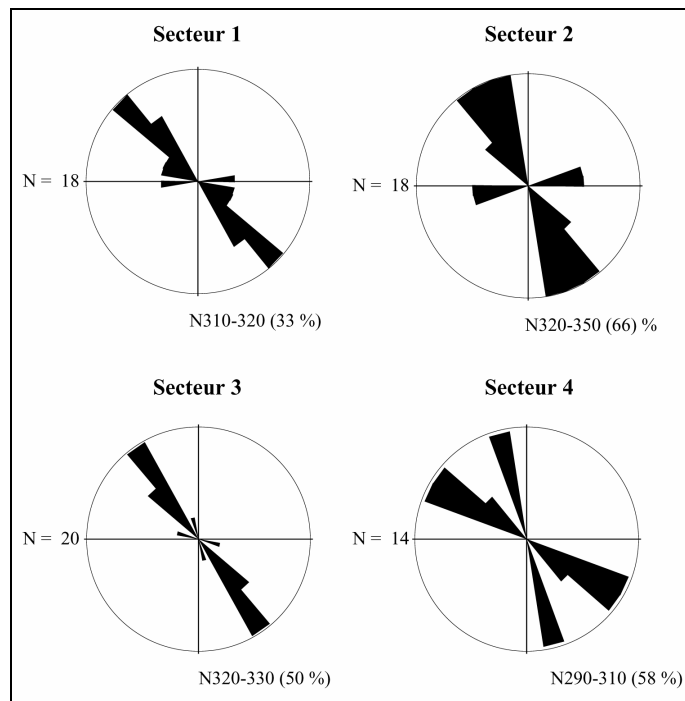 Secteur 1
Secteur 2
N = 18
N = 18
N310-320 (33 %)
N320-350 (66) %
Secteur 3
Secteur 4
N = 20
N = 14
N320-330 (50 %)
N290-310 (58 %)